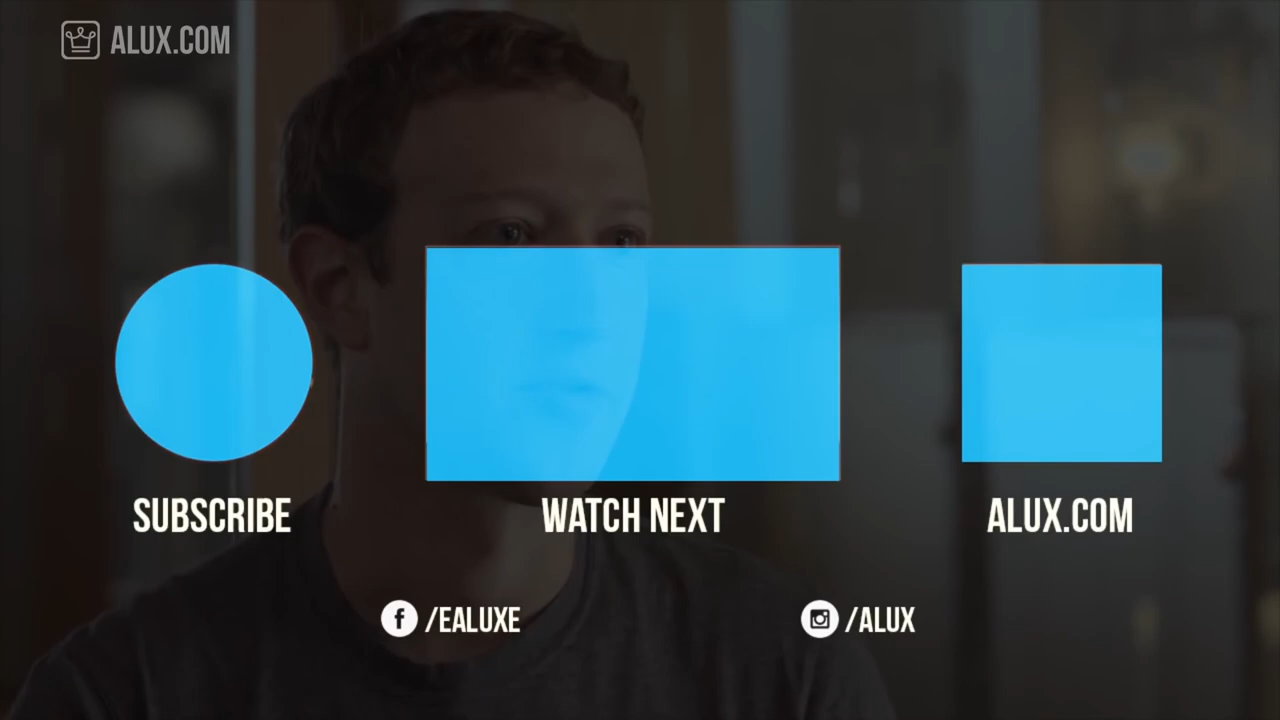 ALUX.COM
SUBSCRIBE
WATCH NEXT
ALUX.COM
/EALUXE
/ALUX